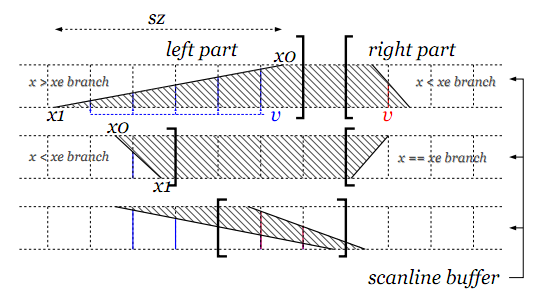 sz
left part
x0
right part
x > xe branch
x < xe branch
x1
v
v
x0
x < xe branch
x == xe branch
x1
scanline buffer